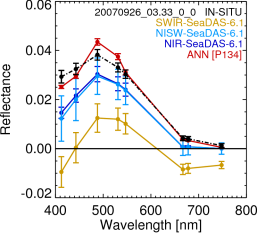 20070926_03.33_0_0 IN-SITU
SWIR-SeaDAS-6.1
NISW-SeaDAS-6.1
NIR-SeaDAS-6.1
ANN [P134]
0.06
0.04
0.02
0.00
-0.02
Reflectance
400 500 600 700 800
Wavelength [nm]